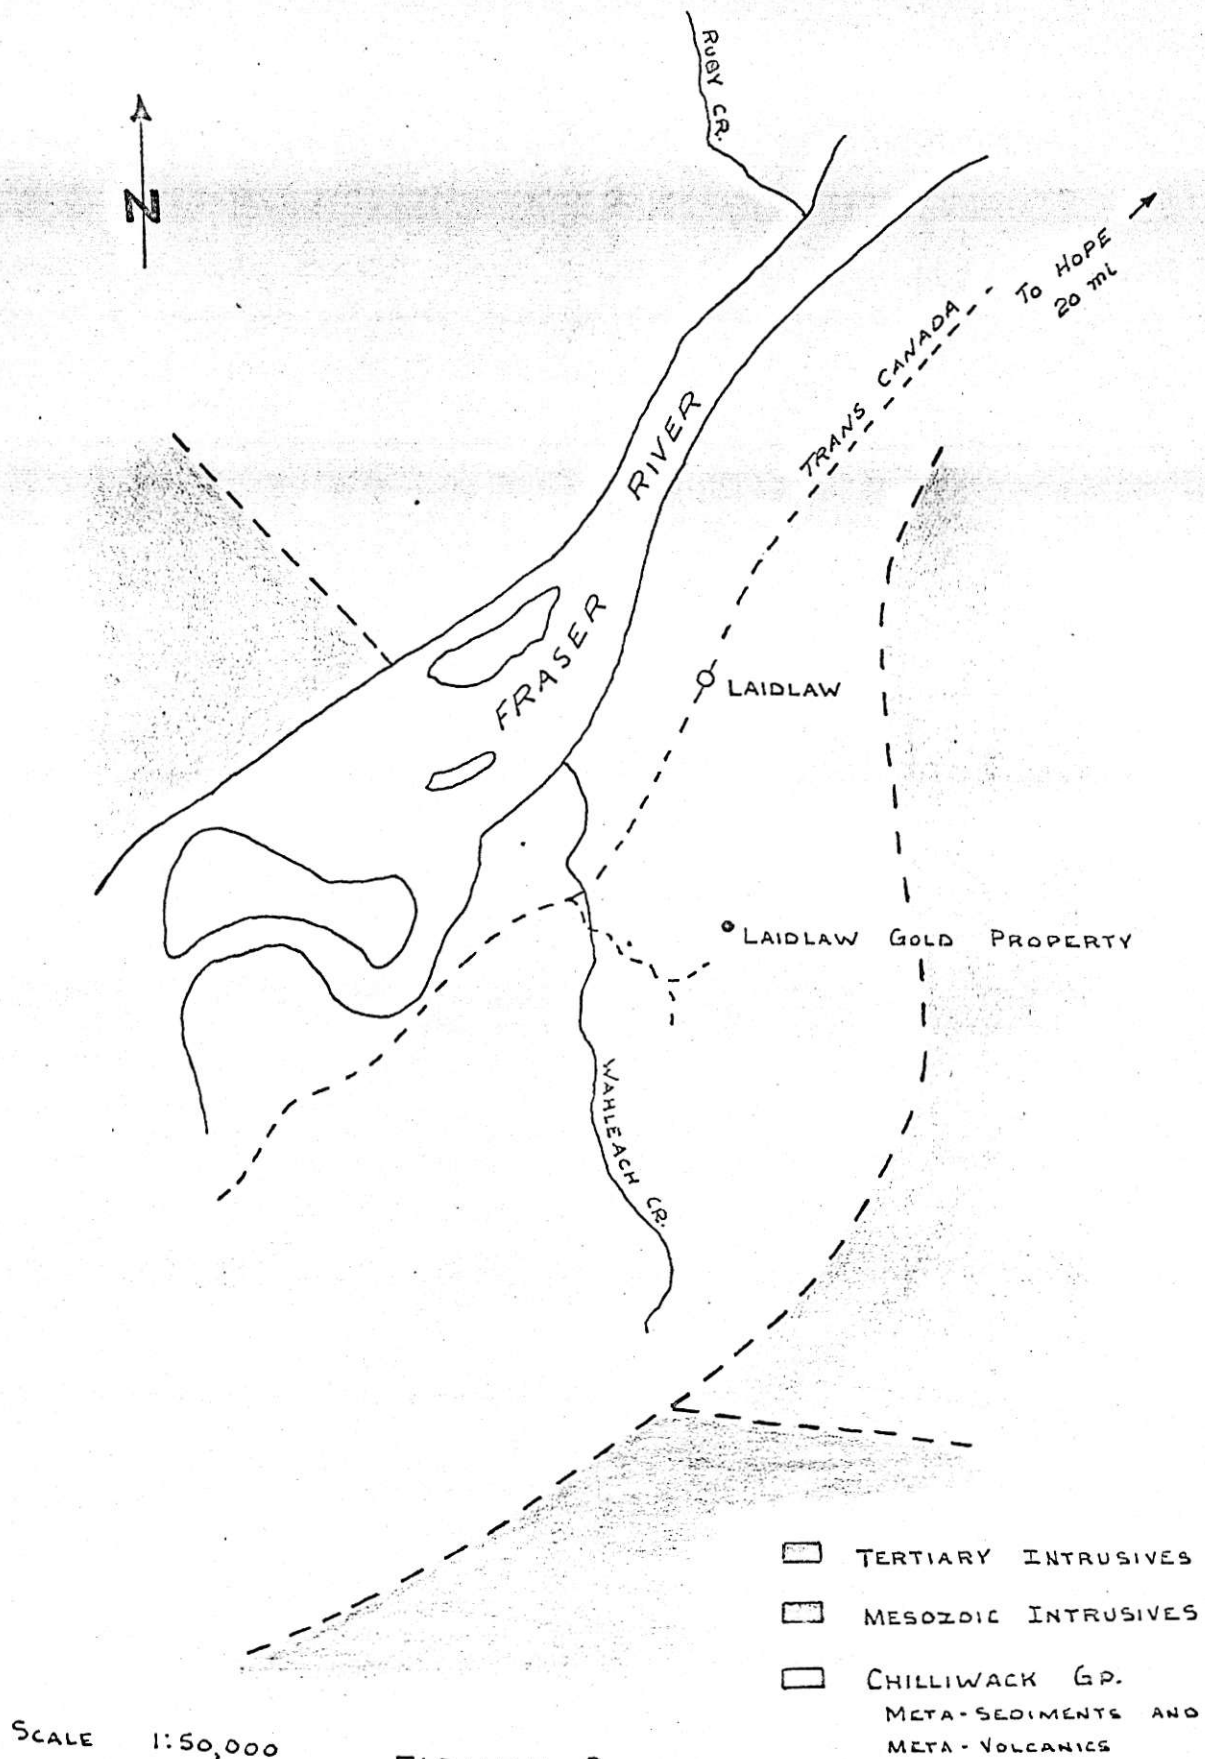 RUBY CR.
N
TO HOPE
20 mi
TRANS CANADA
RIVER
FRASER
LAIDLAW
LAIDLAW GOLD PROPERTY
WAHLEACH CR.
TERTIARY INTRUSIVES
MESOZOIC INTRUSIVES
CHILLIWACK GP.
META-SEDIMENTS AND
META-VOLCANICS
SCALE 1:50,000